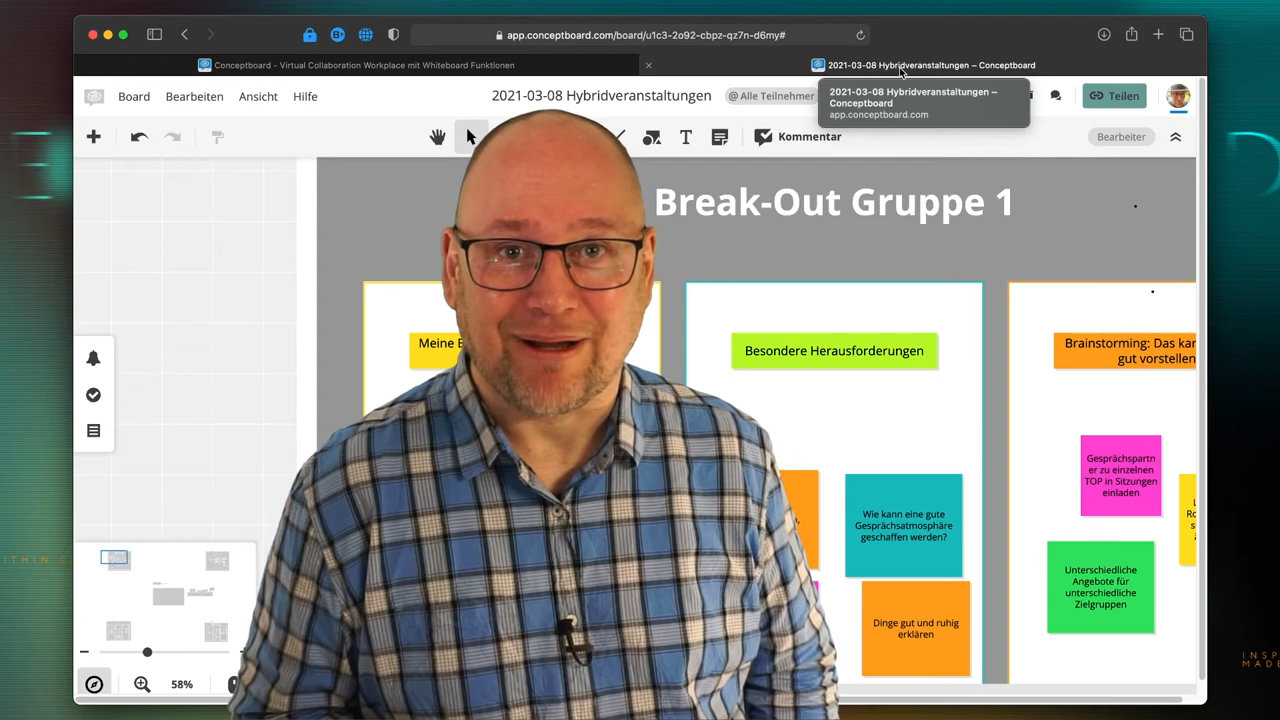 app.conceptboard.com/board/u1c3-2o92-cbpz-qz7n-d6my#
Conceptboard - Virtual Collaboration Workplace mit Whiteboard Funktionen
2021-03-08 Hybridveranstaltungen – Conceptboard
Board Bearbeiten Ansicht Hilfe
2021-03-08 Hybridveranstaltungen
@ Alle Teilnehmer
2021-03-08 Hybridveranstaltungen –
Conceptboard
app.conceptboard.com
Teilen
T
Kommentar
Bearbeiter
Break-Out Gruppe 1
Meine
Besondere Herausforderungen
Brainstorming: Das
gut vorstellen
Gesprächspartn
er zu einzelnen
TOP in Sitzungen
einladen
Wie kann eine gute
Gesprächsatmosphäre
geschaffen werden?
Unterschiedliche
Angebote für
unterschiedliche
Zielgruppen
Dinge gut und ruhig
erklären
58%